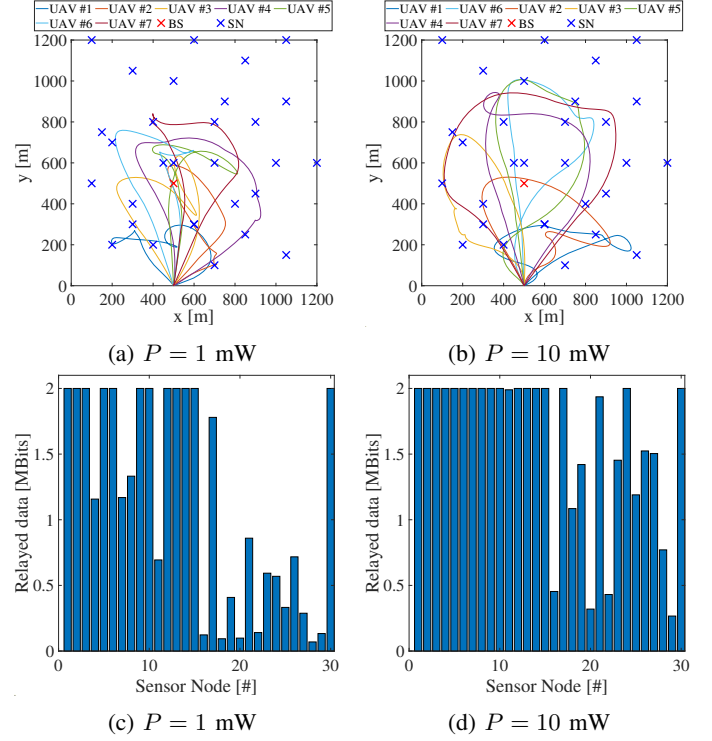 UAV #1 UAV #2 UAV #3 UAV #4 UAV #5
UAV #6 UAV #7 BS SN
UAV #1 UAV #6 UAV #2 UAV #3 UAV #5
UAV #4 UAV #7 BS SN
1200
1000
800
600
400
200
0
y [m]
0 200 400 600 800 1000 1200
x [m]
1200
1000
800
600
400
200
0
y [m]
0 200 400 600 800 1000 1200
x [m]
(a) P = 1 mW
(b) P = 10 mW
2
1.5
1
0.5
0
Relayed data [MBits]
0 10 20 30
Sensor Node [#]
2
1.5
1
0.5
0
Relayed data [MBits]
0 10 20 30
Sensor Node [#]
(c) P = 1 mW
(d) P = 10 mW